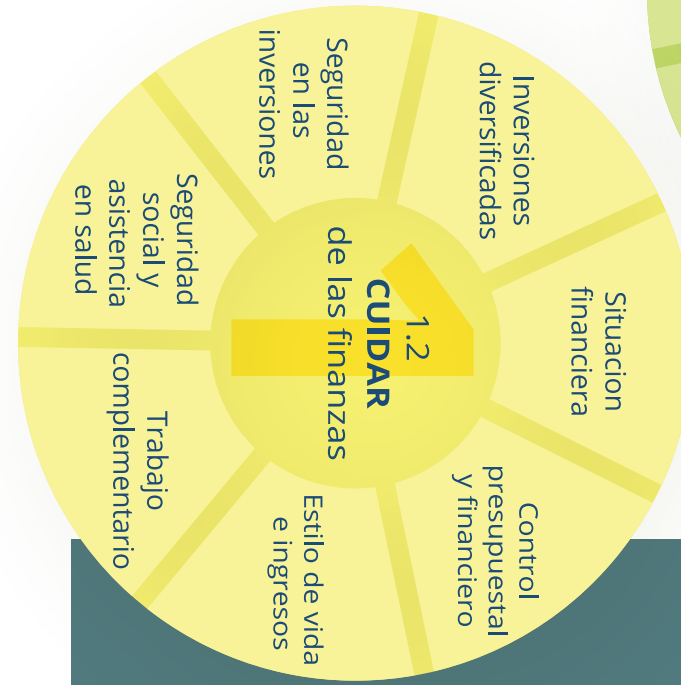 1.2
CUIDAR
de las finanzas
Situacion
financiera
Control
presupuestal
y financiero
Estilo de vida
e ingresos
Trabajo
complementario
Seguridad
social y
asistencia
en salud
Seguridad
en las
inversiones
Inversiones
diversificadas